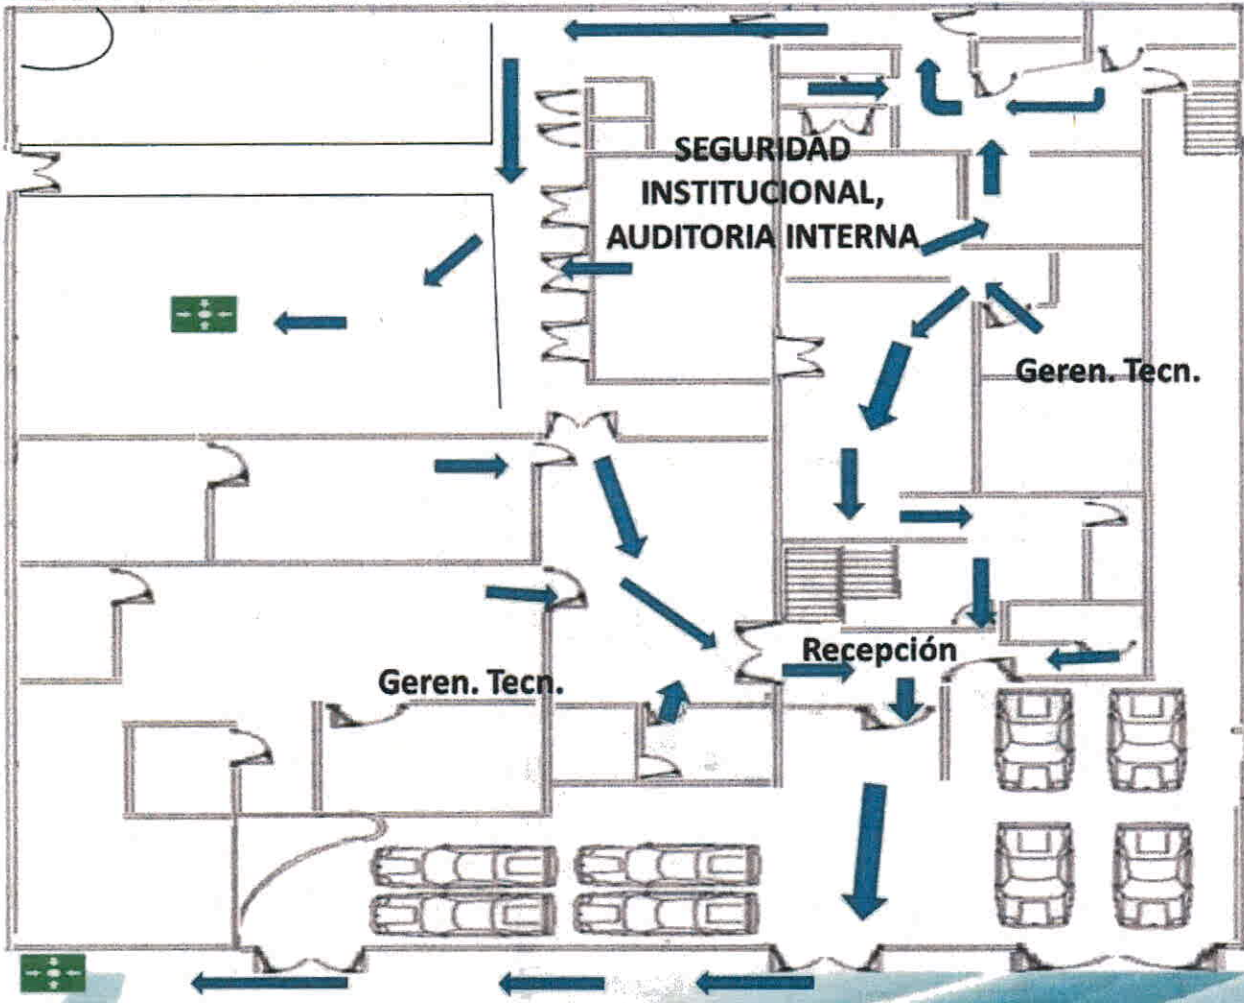 SEGURIDAD
INSTITUCIONAL,
AUDITORIA INTERNA
Geren. Tecn.
Recepción
Geren. Tecn.